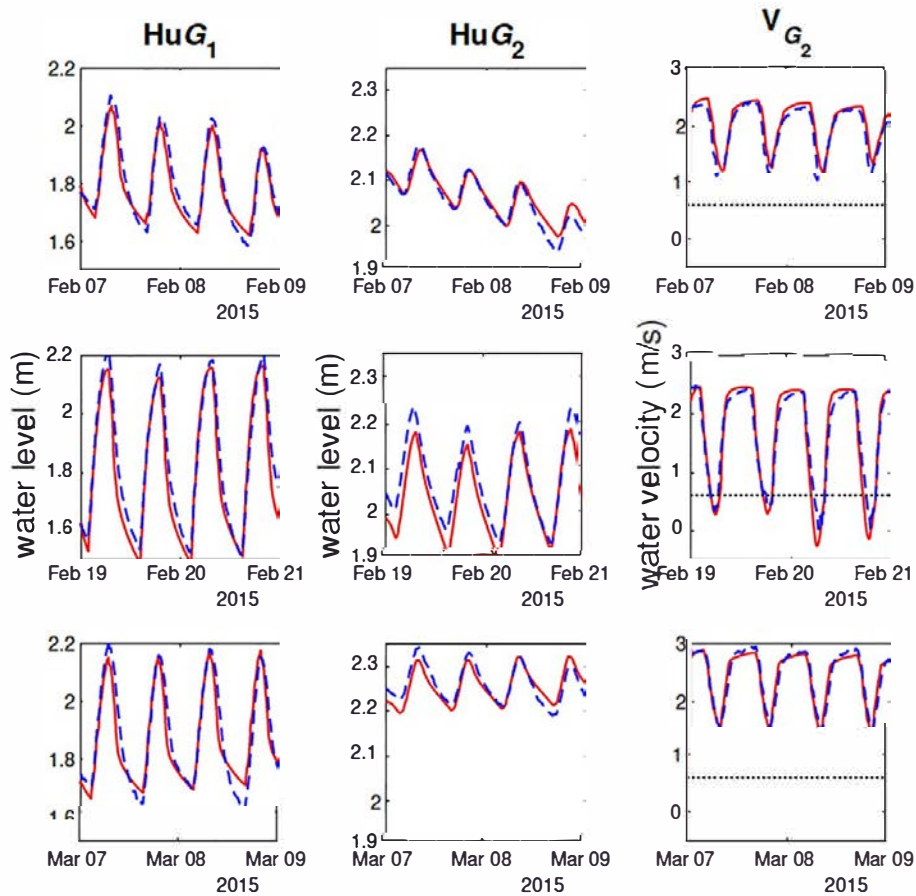 HuG1 HuG2 VG2
2.2 2 1.8 1.6
2.3 2.2 2.1 2 1.9
3 2 1 0
Feb 07 Feb 08 Feb 09 Feb 07 Feb 08 Feb 09 Feb 07 Feb 08 Feb 09
2015 2015 2015
water level (m)
2.2 2 1.8 1.6
water level (m)
2.3 2.2 2.1 2 1.9
water velocity ( m/s)
3 2 1 0
Feb 19 Feb 20 Feb 21 Feb 19 Feb 20 Feb 21 Feb 19 Feb 20 Feb 21
2015 2015 2015
2.2 2 1.8 1.6
2.3 2.2 2.1 2 1.9
3 2 1 0
Mar 07 Mar 08 Mar 09 Mar 07 Mar 08 Mar 09 Mar 07 Mar 08 Mar 09
2015 2015 2015